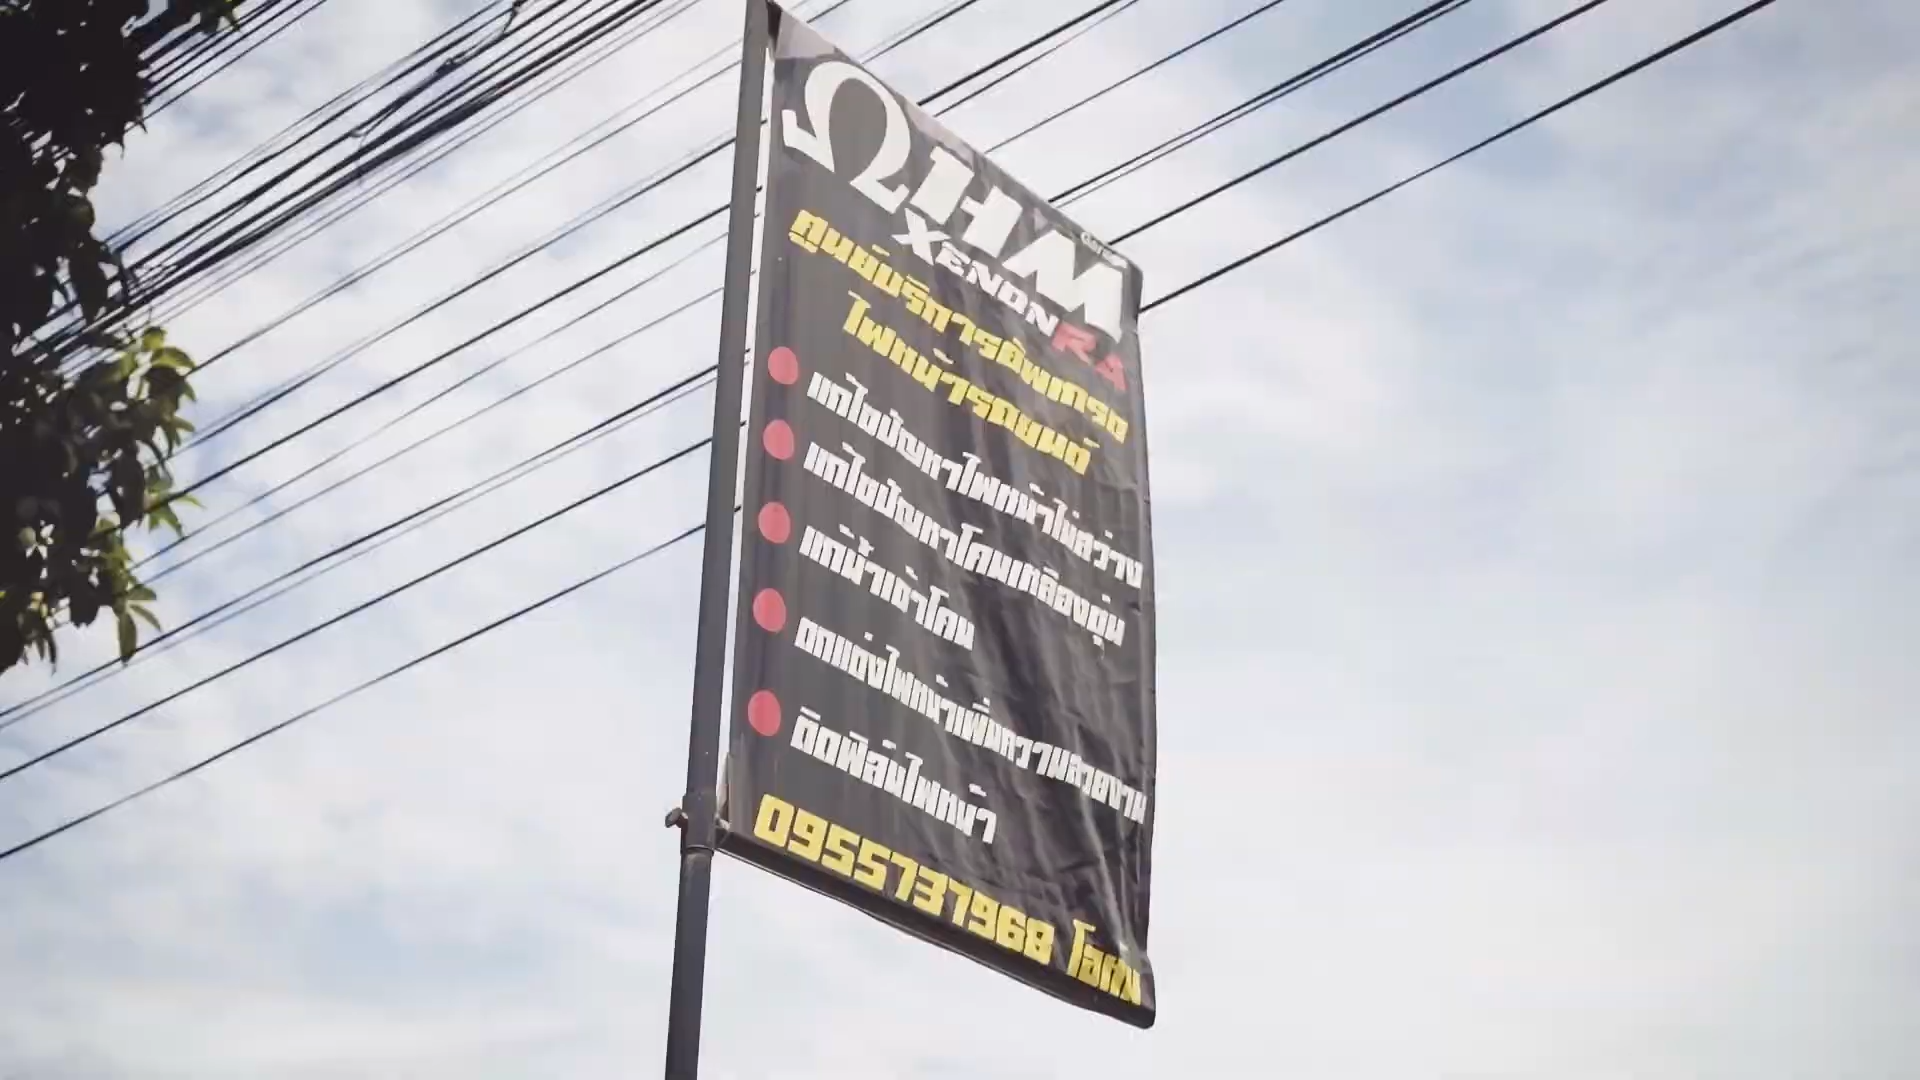 ΩHM
Garage
XENON RA
ศูนย์บริการอัพเกรด
ไฟหน้ารถยนต์
แก้ไขปัญหาไฟหน้าไม่สว่าง
แก้ไขปัญหาโคมเหลืองขุ่น
แก้น้ำเข้าโคม
ตกแต่งไฟหน้าเพิ่มความสวยงาม
ติดฟิล์มไฟหน้า
0955737968 โอห์ม